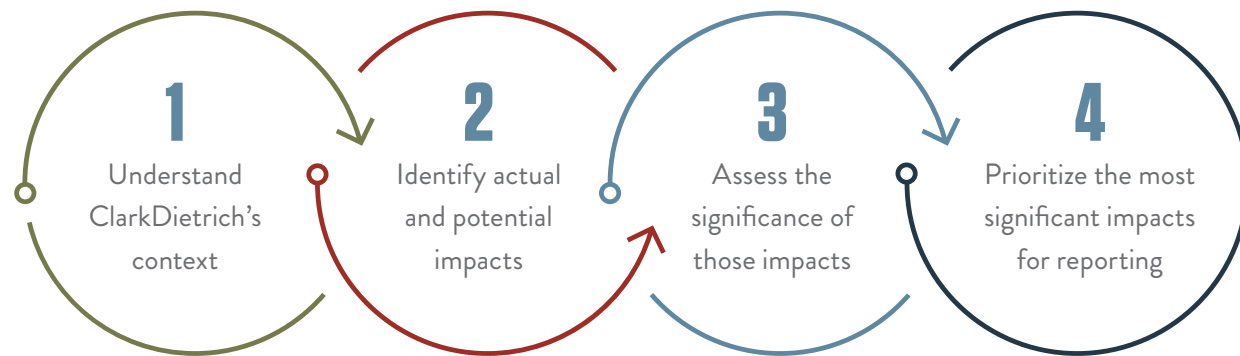 1
Understand
ClarkDietrich's
context
2
Identify actual
and potential
impacts
3
Assess the
significance of
those impacts
4
Prioritize the most
significant impacts
for reporting